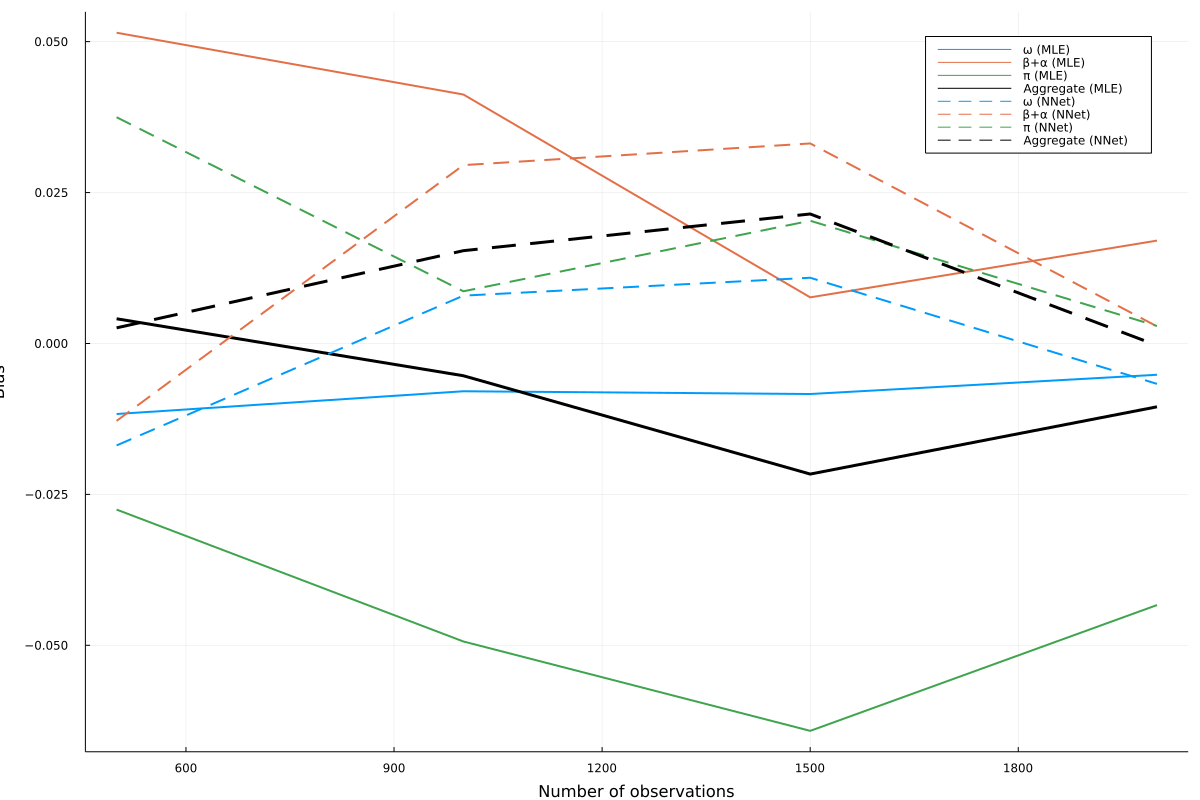 0.050
0.025
0.000
−0.025
−0.050
600
900
1200
1500
1800
Number of observations
ω (MLE)
β+α (MLE)
π (MLE)
Aggregate (MLE)
ω (NNet)
β+α (NNet)
π (NNet)
Aggregate (NNet)